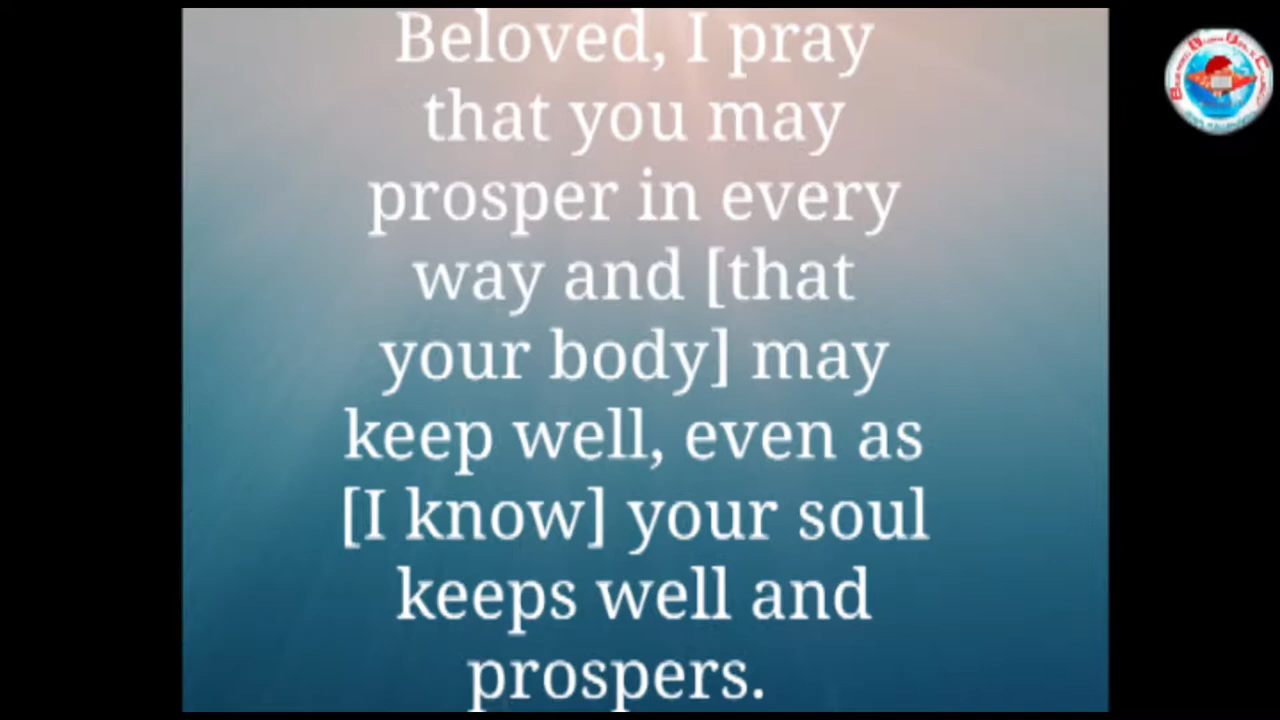 Beloved, I pray
that you may
prosper in every
way and [that
your body] may
keep well, even as
[I know] your soul
keeps well and
prospers.